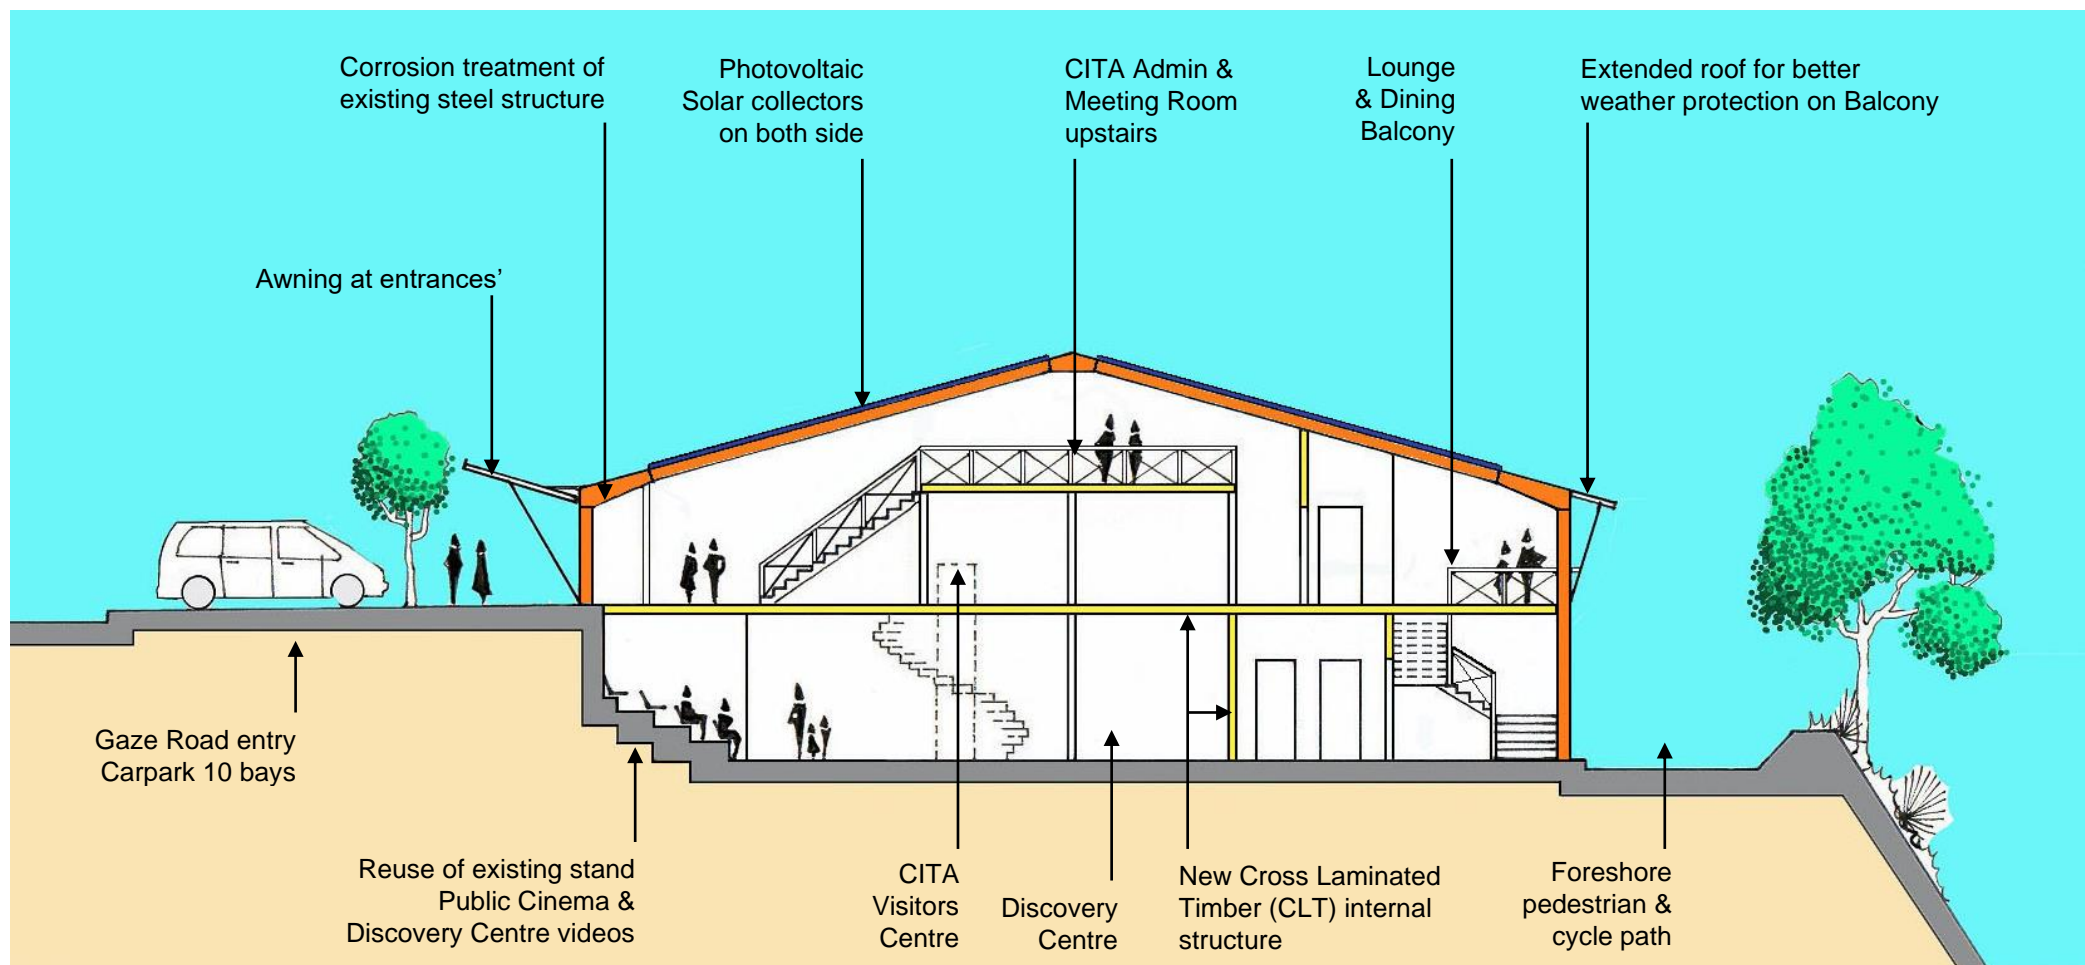 Corrosion treatment of
existing steel structure
Photovoltaic
Solar collectors
on both side
CITA Admin &
Meeting Room
upstairs
Lounge
& Dining
Balcony
Extended roof for better
weather protection on Balcony
Awning at entrances’
Gaze Road entry
Carpark 10 bays
Reuse of existing stand
Public Cinema &
Discovery Centre videos
CITA
Visitors
Centre
Discovery
Centre
New Cross Laminated
Timber (CLT) internal
structure
Foreshore
pedestrian &
cycle path